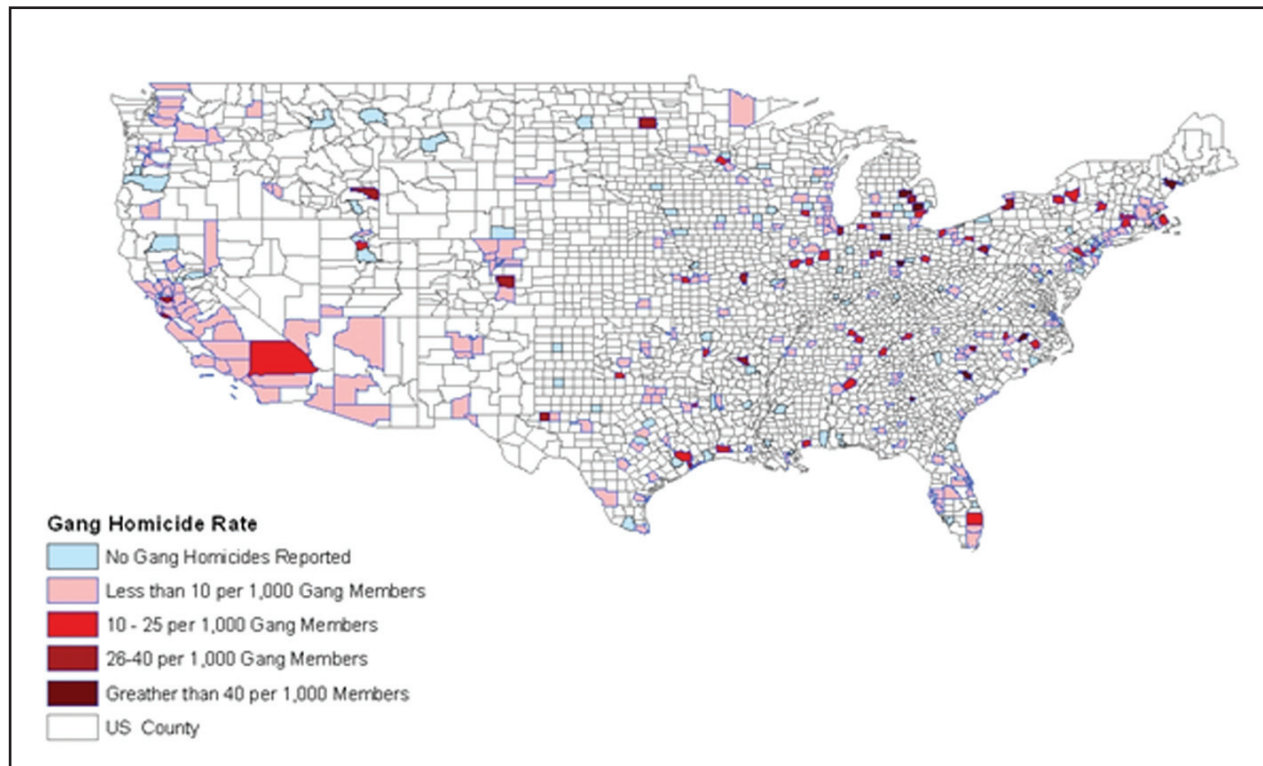 Gang Homicide Rate
No Gang Homicides Reported
Less than 10 per 1,000 Gang Members
10 - 25 per 1,000 Gang Members
26-40 per 1,000 Gang Members
Greather than 40 per 1,000 Members
US County